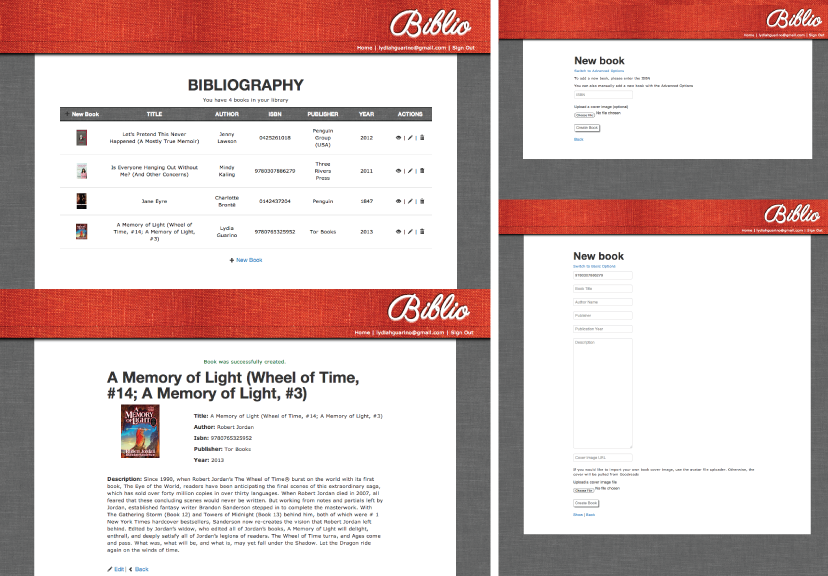 Biblio
Home | lydiahguarino@gmail.com | Sign Out
BIBLIOGRAPHY
You have 4 books in your library
New Book TITLE AUTHOR ISBN PUBLISHER YEAR ACTIONS
Let's Pretend This Never
Happened (A Mostly True Memoir)
Jenny
Lawson
0425261018
Penguin
Group
(USA)
2012
Is Everyone Hanging Out Without
Me? (And Other Concerns)
Mindy
Kaling
9780307886279
Three
Rivers
Press
2011
Jane Eyre
Charlotte
Brontë
0142437204
Penguin
1847
A Memory of Light (Wheel of
Time, #14; A Memory of Light,
#3)
Lydia
Guarino
9780765325952
Tor Books
2013
+ New Book
Biblio
Home | lydiahguarino@gmail.com | Sign Out
Book was successfully created.
A Memory of Light (Wheel of Time,
#14; A Memory of Light, #3)
A
MEMORY
OF LIGHT
Robert Jordan
Title: A Memory of Light (Wheel of Time, #14; A Memory of Light, #3)
Author: Robert Jordan
Isbn: 9780765325952
Publisher: Tor Books
Year: 2013
Description: Since 1990, when Robert Jordan's The Wheel of Time® burst on the world with its first
book, The Eye of the World, readers have been anticipating the final scenes of this extraordinary saga,
which has sold over forty million copies in over thirty languages. When Robert Jordan died in 2007, all
feared that these concluding scenes would never be written. But working from notes and partials left by
Jordan, established fantasy writer Brandon Sanderson stepped in to complete the masterwork. With
The Gathering Storm (Book 12) and Towers of Midnight (Book 13) behind him, both of which were # 1
New York Times hardcover bestsellers, Sanderson now re-creates the vision that Robert Jordan left
behind. Edited by Jordan's widow, who edited all of Jordan's books, A Memory of Light will delight,
enthrall, and deeply satisfy all of Jordan's legions of readers. The Wheel of Time turns, and Ages come
and pass. What was, what will be, and what is, may yet fall under the Shadow. Let the Dragon ride
again on the winds of time.
Edit | Back
Biblio
Home | lydiahguarino@gmail.com | Sign Out
New book
Switch to Advanced Options
To add a new book, please enter the ISBN
You can also manually add a new book with the Advanced Options
ISBN
Upload a cover image (optional)
Choose File No file chosen
Create Book
Back
Biblio
Home | lydiahguarino@gmail.com | Sign Out
New book
Switch to Basic Options
9780307886279
Book Title
Author Name
Publisher
Publication Year
Description
Cover Image URL
If you would like to import your own book cover image, use the avatar file uploader. Otherwise, the
cover will be pulled from Goodreads
Upload a cover image file
Choose File No file chosen
Create Book
Show | Back